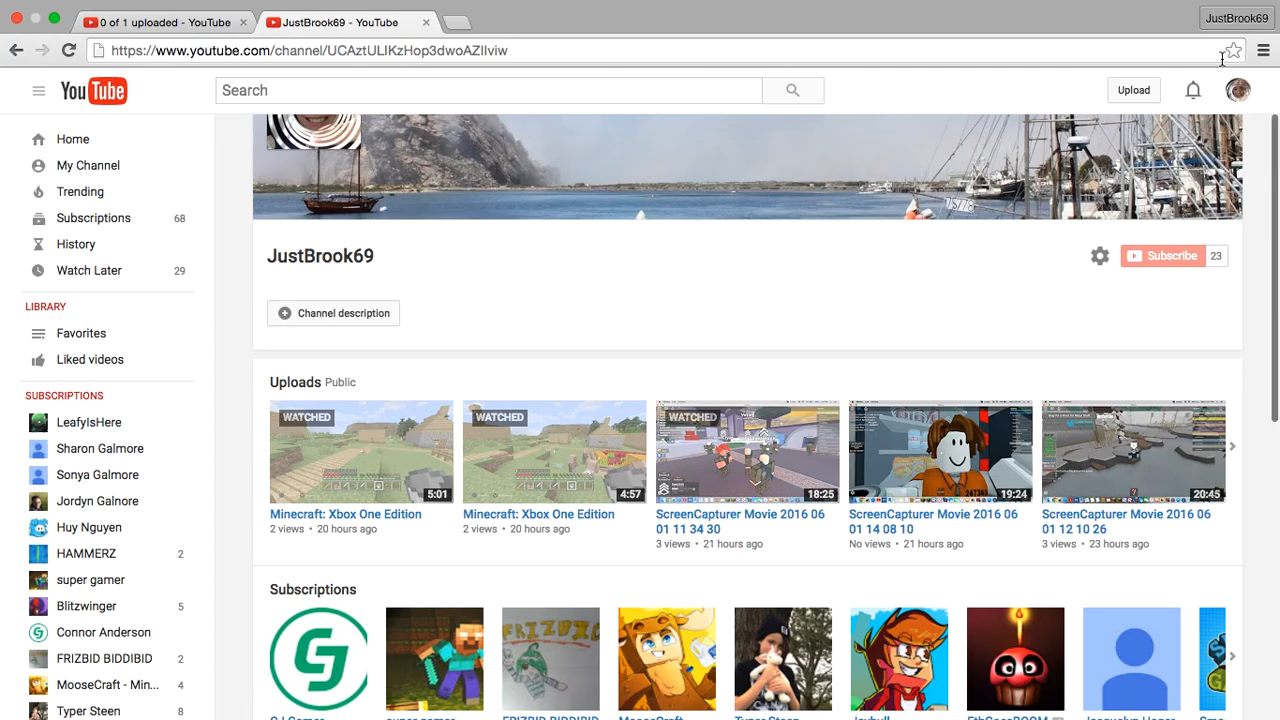 0 of 1 uploaded - YouTube
JustBrook69 - YouTube
JustBrook69
https://www.youtube.com/channel/UCAztULIKzHop3dwoAZIlviw
YouTube
Search
Upload
Home
My Channel
Trending
Subscriptions 68
History
Watch Later 29
LIBRARY
Favorites
Liked videos
SUBSCRIPTIONS
LeafyIsHere
Sharon Galmore
Sonya Galmore
Jordyn Galnore
Huy Nguyen
HAMMERZ 2
super gamer
Blitzwinger 5
Connor Anderson
FRIZBID BIDDIBID 2
MooseCraft - Min... 4
Typer Steen 8
75778
JustBrook69
Subscribe 23
Channel description
Uploads Public
WATCHED
5:01
Minecraft: Xbox One Edition
2 views • 20 hours ago
WATCHED
4:57
Minecraft: Xbox One Edition
2 views • 20 hours ago
WATCHED
18:25
ScreenCapturer Movie 2016 06
01 11 34 30
3 views • 21 hours ago
19:24
ScreenCapturer Movie 2016 06
01 14 08 10
No views • 21 hours ago
20:45
ScreenCapturer Movie 2016 06
01 12 10 26
3 views • 23 hours ago
Subscriptions